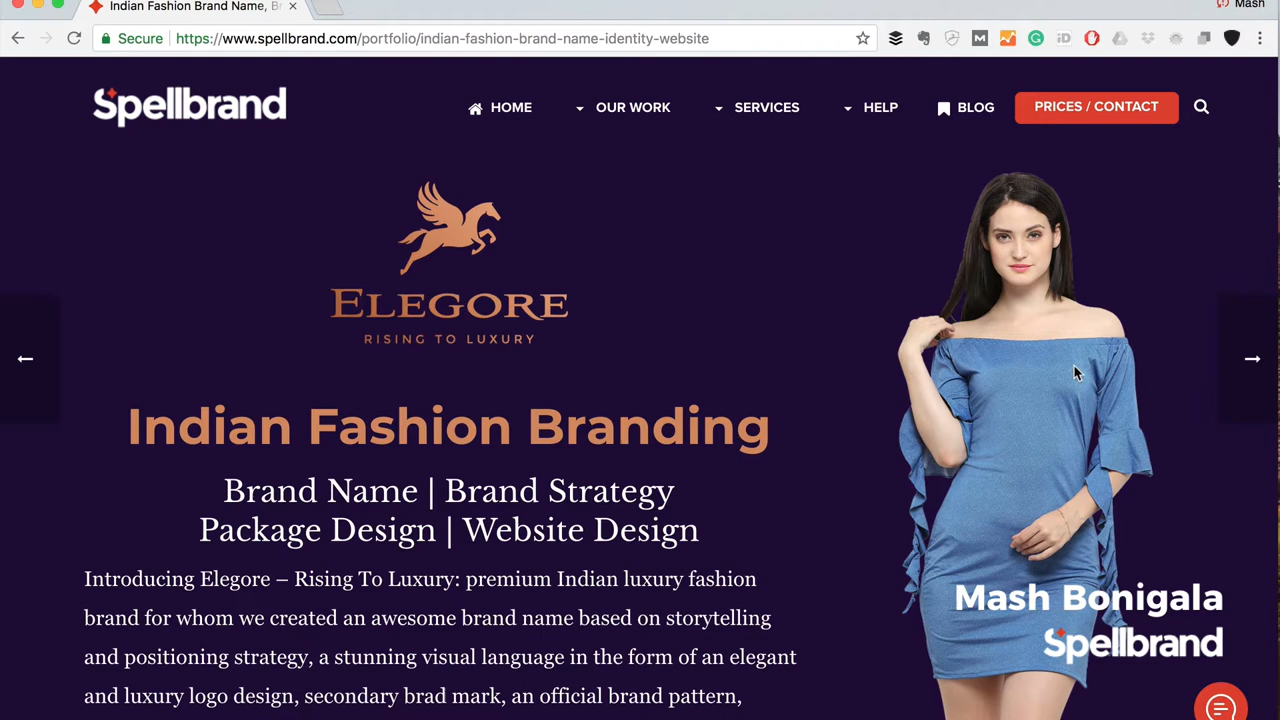 Indian Fashion Brand Name, B
Mash
Secure
https://www.spellbrand.com/portfolio/indian-fashion-brand-name-identity-website
Spellbrand
HOME
OUR WORK
SERVICES
HELP
BLOG
PRICES / CONTACT
ELEGORE
RISING TO LUXURY
Indian Fashion Branding
Brand Name | Brand Strategy
Package Design | Website Design
Introducing Elegore – Rising To Luxury: premium Indian luxury fashion
brand for whom we created an awesome brand name based on storytelling
and positioning strategy, a stunning visual language in the form of an elegant
and luxury logo design, secondary brad mark, an official brand pattern,
Mash Bonigala
Spellbrand